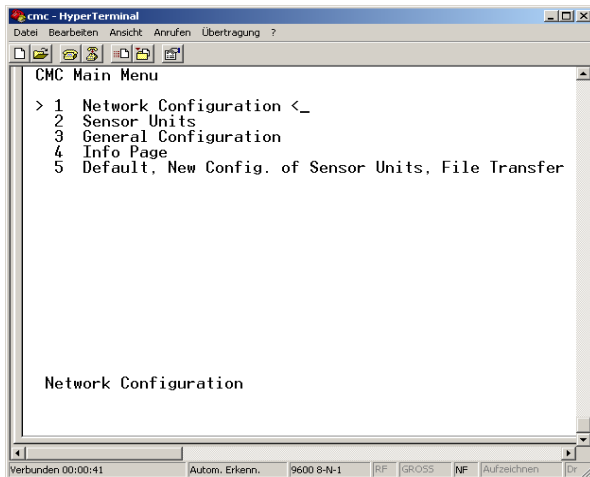 cmc - HyperTerminal
Datei Bearbeiten Ansicht Anrufen Übertragung ?
CMC Main Menu
> 1 Network Configuration <_
2 Sensor Units
3 General Configuration
4 Info Page
5 Default, New Config. of Sensor Units, File Transfer
Network Configuration
Verbunden 00:00:41 Autom. Erkenn. 9600 8-N-1 RF GROSS NF Aufzeichnen Dr